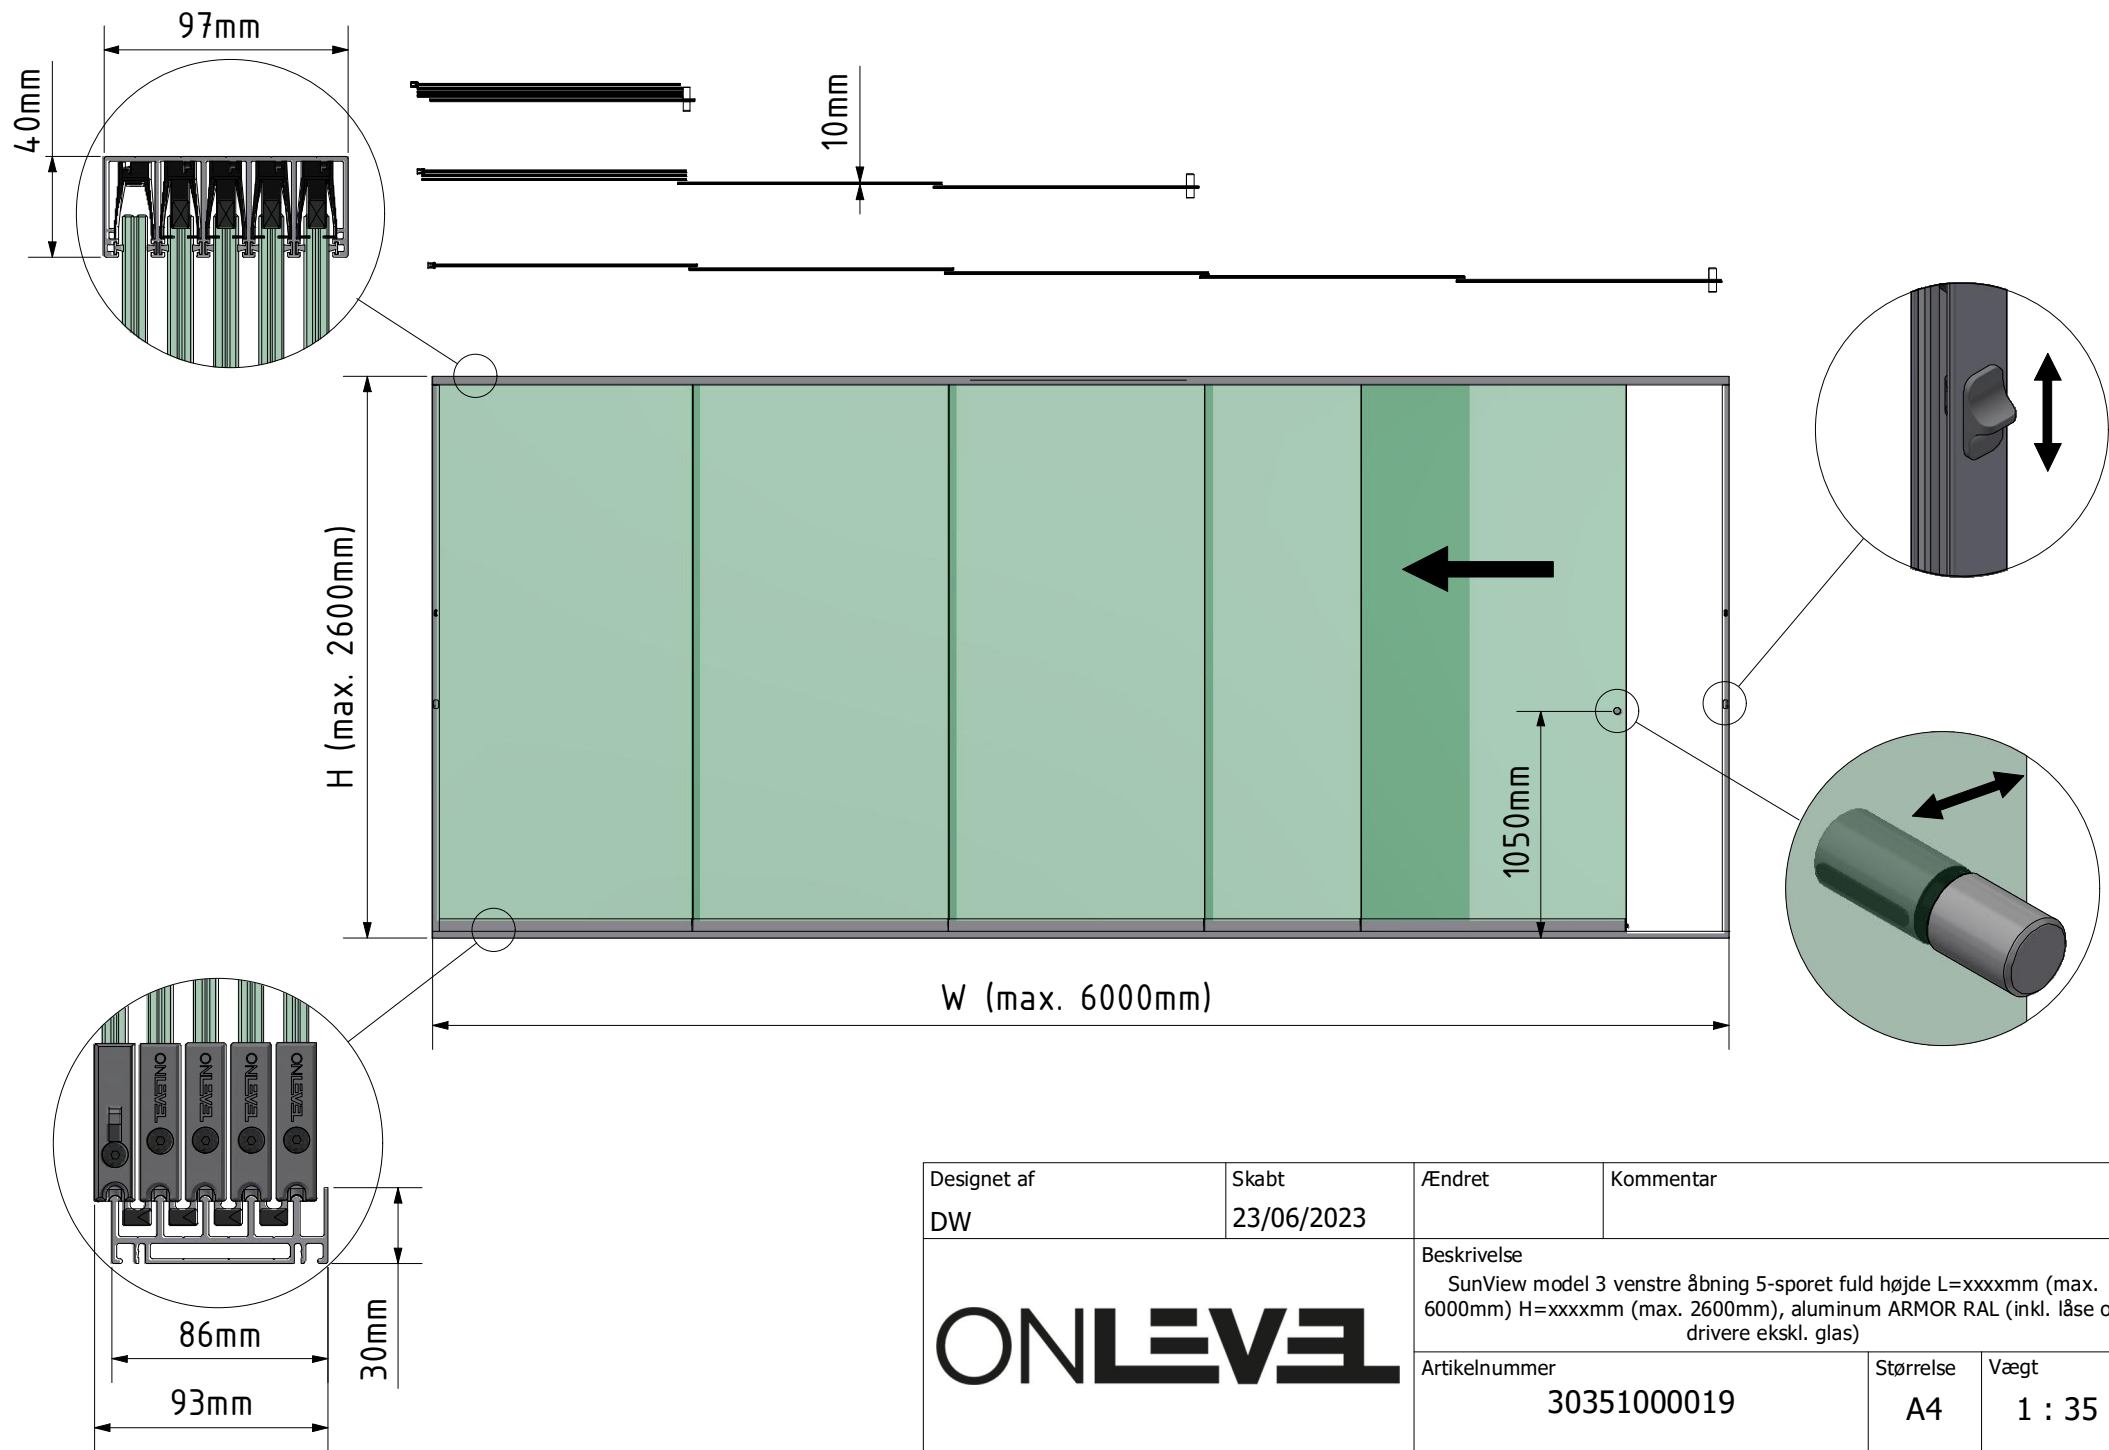 97mm
40mm
10mm
H (max. 2600mm)
1050mm
W (max. 6000mm)
ONLEVEL
ONLEVEL
ONLEVEL
ONLEVEL
86mm
93mm
30mm
Designet af
DW
Skabt
23/06/2023
Ændret
Kommentar
ONLEVEL
Beskrivelse
SunView model 3 venstre åbning 5-sporet fuld højde L=xxxxmm (max.
6000mm) H=xxxxmm (max. 2600mm), aluminum ARMOR RAL (inkl. låse o
drivere ekskl. glas)
Artikelnummer
30351000019
Størrelse
A4
Vægt
1 : 35